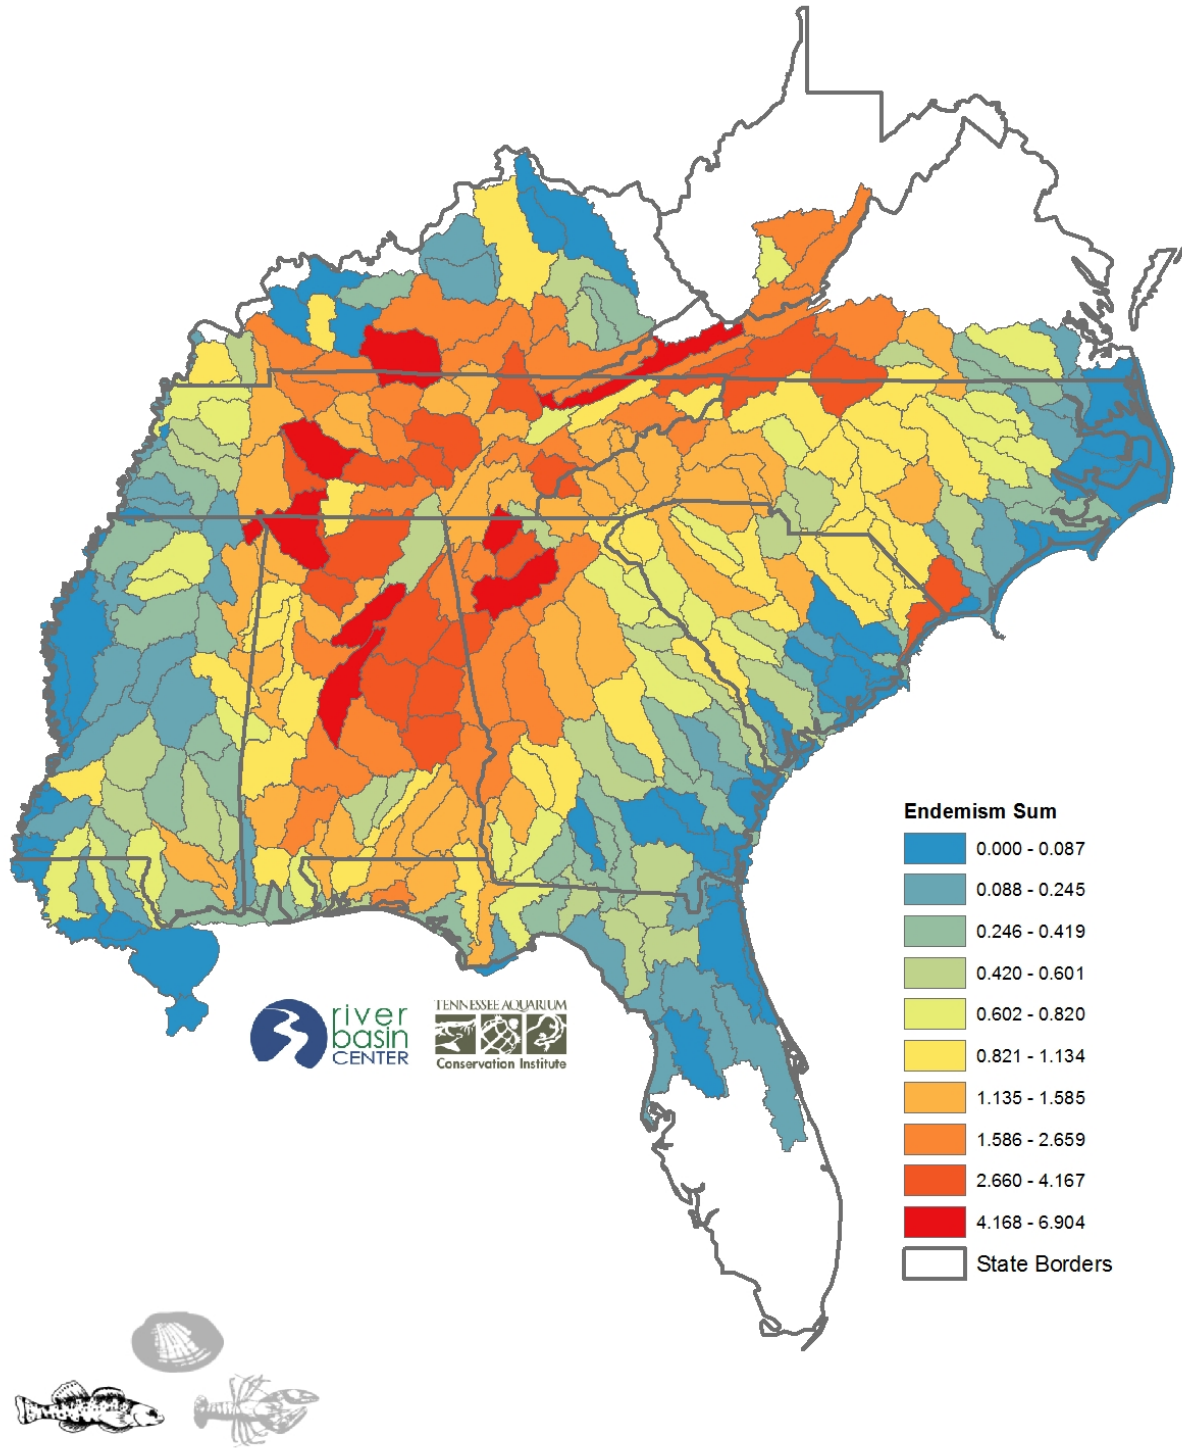 Endemism Sum
0.000 - 0.087
0.088 - 0.245
0.246 - 0.419
0.420 - 0.601
0.602 - 0.820
0.821 - 1.134
1.135 - 1.585
1.586 - 2.659
2.660 - 4.167
4.168 - 6.904
State Borders
river
basin
CENTER
TENNESSEE AQUARIUM
Conservation Institute